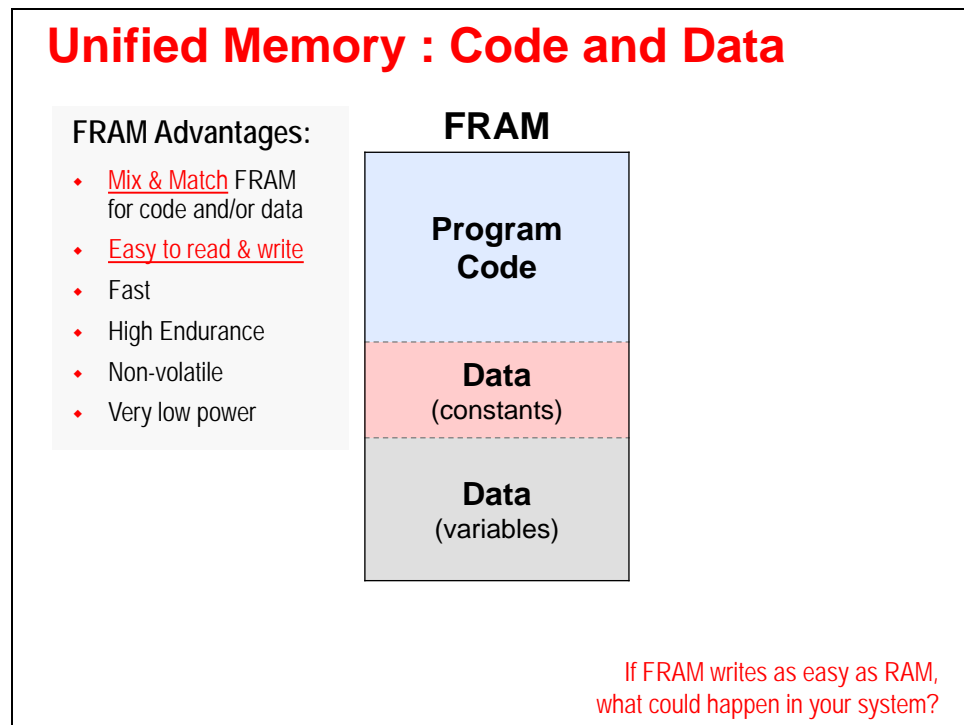 Unified Memory : Code and Data
FRAM Advantages:
Mix & Match FRAM
for code and/or data
Easy to read & write
Fast
High Endurance
Non-volatile
Very low power
FRAM
Program
Code
Data
(constants)
Data
(variables)
If FRAM writes as easy as RAM,
what could happen in your system?